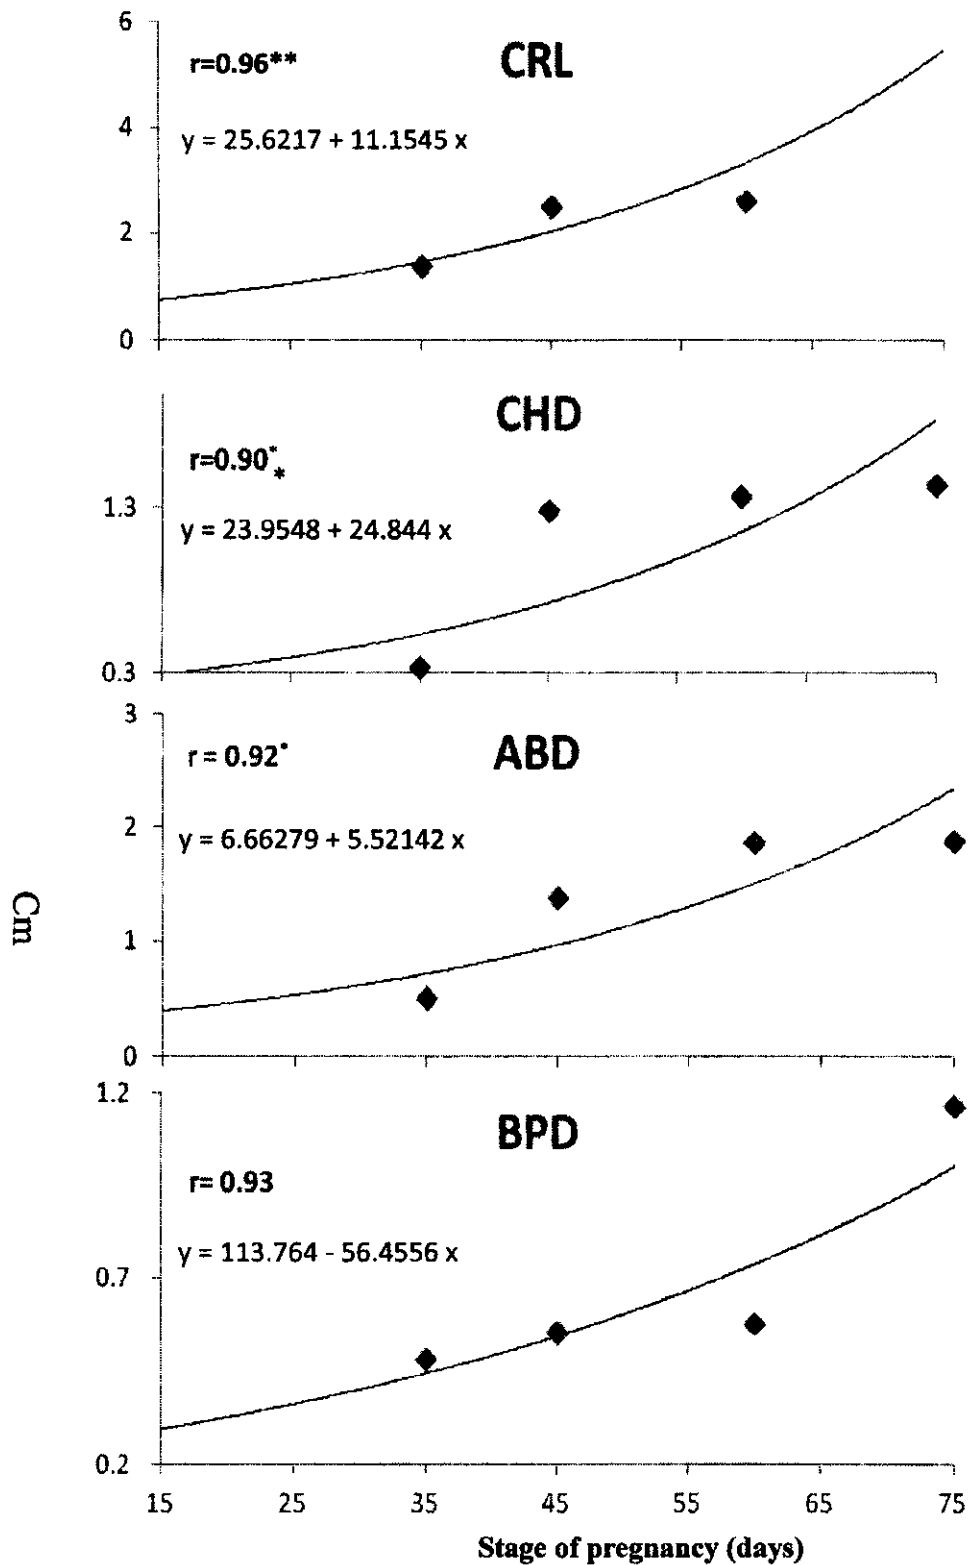 6
r=0.96**
CRL
4
y = 25.6217 + 11.1545 x
2
0
CHD
r=0.90**
1.3
y = 23.9548 + 24.844 x
0.3
3
r = 0.92*
ABD
2
y = 6.66279 + 5.52142 x
Cm
1
0
1.2
BPD
r= 0.93
y = 113.764 - 56.4556 x
0.7
0.2
15 25 35 45 55 65 75
Stage of pregnancy (days)